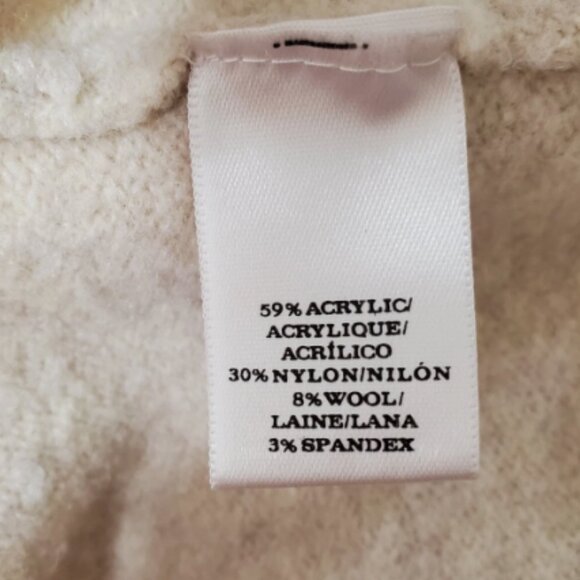 59% ACRYLIC/
ACRYLIQUE/
ACRÍLICO
30% NYLON/NILÓN
8% WOOL/
LAINE/LANA
3% SPANDEX